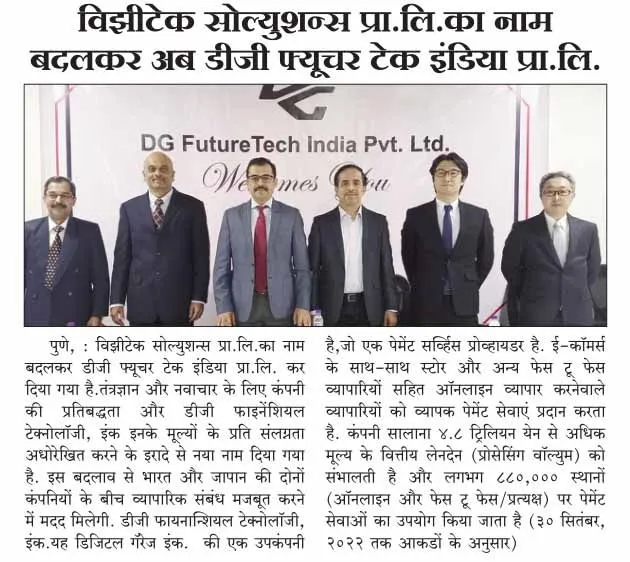 विझीटेक सोल्युशन्स प्रा.लि.का नाम
बदलकर अब डीजी फ्यूचर टेक इंडिया प्रा.लि.
DG FutureTech India Pvt. Ltd.
Welcomes You
पुणे, : विझीटेक सोल्युशन्स प्रा.लि.का नाम
बदलकर डीजी फ्यूचर टेक इंडिया प्रा.लि. कर
दिया गया है.तंत्रज्ञान और नवाचार के लिए कंपनी
की प्रतिबद्धता और डीजी फाइनेंशियल
टेक्नोलॉजी, इंक इनके मूल्यों के प्रति संलग्रता
अधोरेखित करने के इरादे से नया नाम दिया गया
है. इस बदलाव से भारत और जापान की दोनों
कंपनियों के बीच व्यापारिक संबंध मजबूत करने
में मदद मिलेगी. डीजी फायनान्शियल टेक्नोलॉजी,
इंक.यह डिजिटल गॅरेज इंक. की एक उपकंपनी
है,जो एक पेमेंट सर्व्हिस प्रोव्हायडर है. ई-कॉमर्स
के साथ-साथ स्टोर और अन्य फेस टू फेस
व्यापारियों सहित ऑनलाइन व्यापार करनेवाले
व्यापारियों को व्यापक पेमेंट सेवाएं प्रदान करता
है. कंपनी सालाना ४.८ ट्रिलियन येन से अधिक
मूल्य के वित्तीय लेनदेन (प्रोसेसिंग वॉल्युम) को
संभालती है और लगभग ८८०,००० स्थानों
(ऑनलाइन और फेस टू फेस/प्रत्यक्ष) पर पेमेंट
सेवाओं का उपयोग किया जाता है (३० सितंबर,
२०२२ तक आकडों के अनुसार)